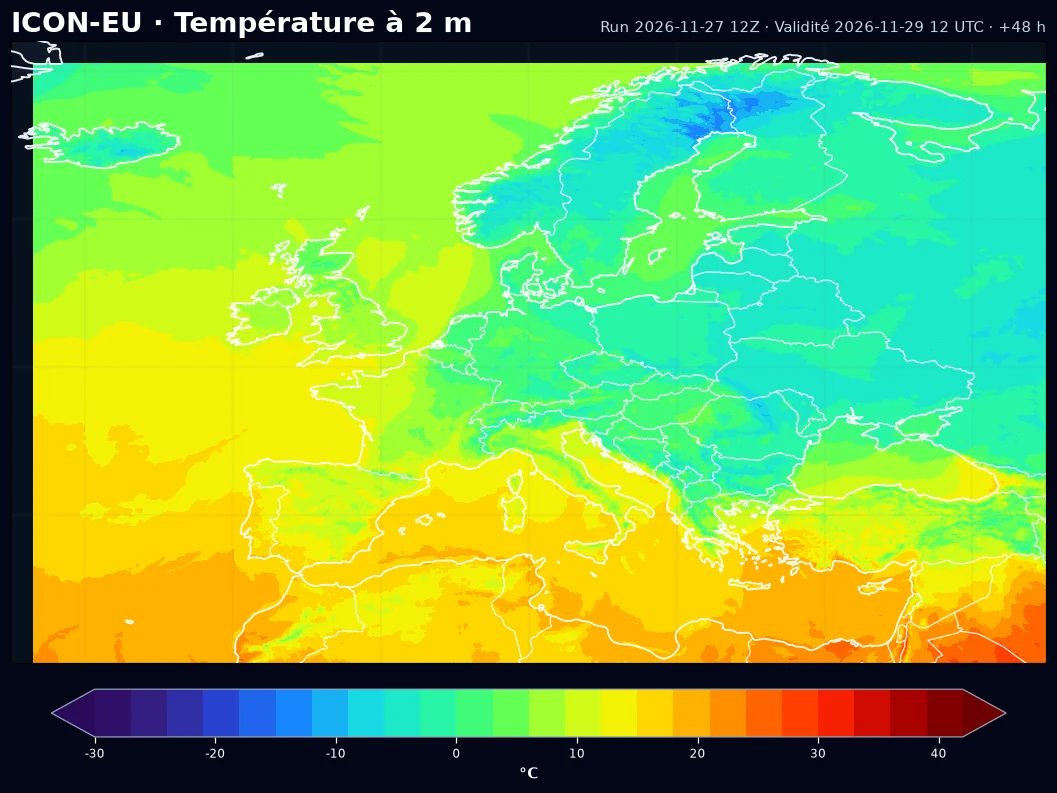 ICON-EU · Température à 2 m
Run 2026-11-27 12Z · Validité 2026-11-29 12 UTC · +48 h
-30 -20 -10 0 10 20 30 40
°C